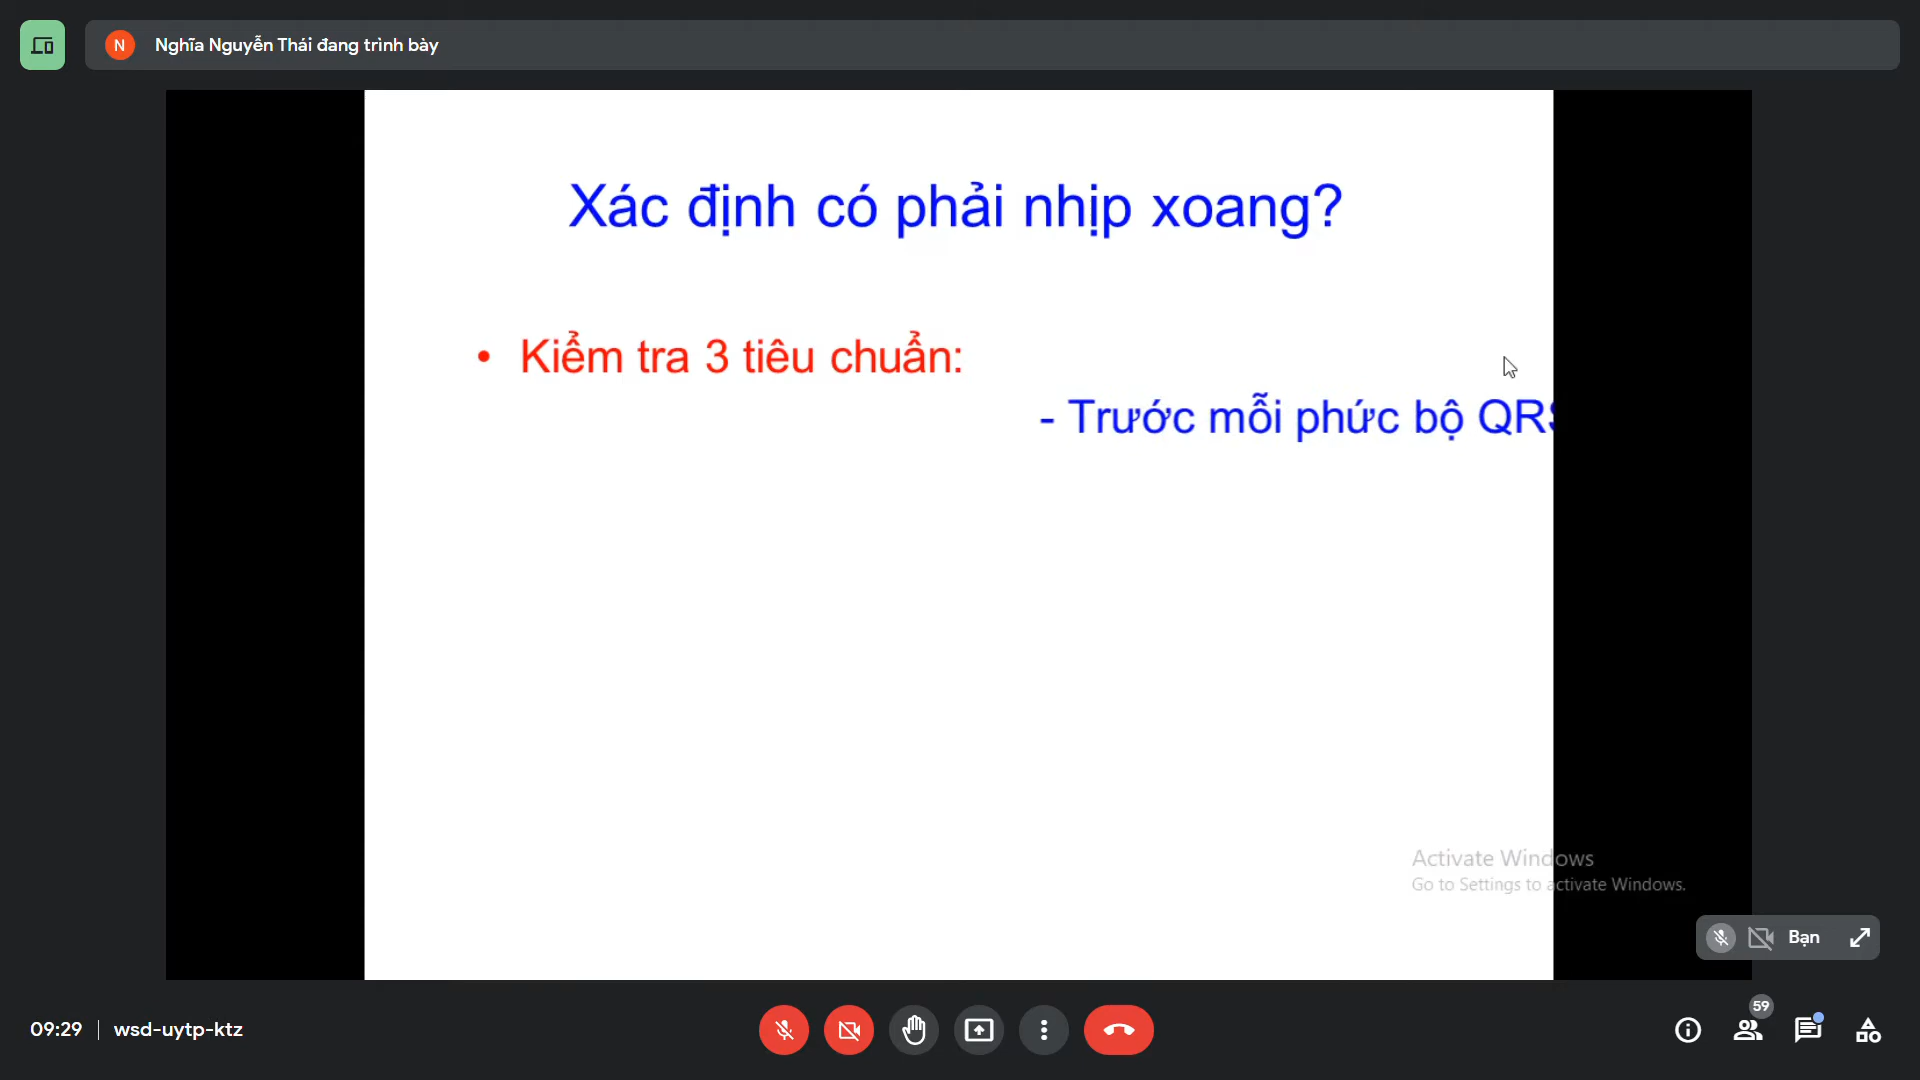 N
Nghĩa Nguyễn Thái đang trình bày
Xác định có phải nhịp xoang?
• Kiểm tra 3 tiêu chuẩn:
- Trước mỗi phức bộ QRS
Activate Windows
Go to Settings to activate Windows.
Bạn
59
09:29 | wsd-uytp-ktz